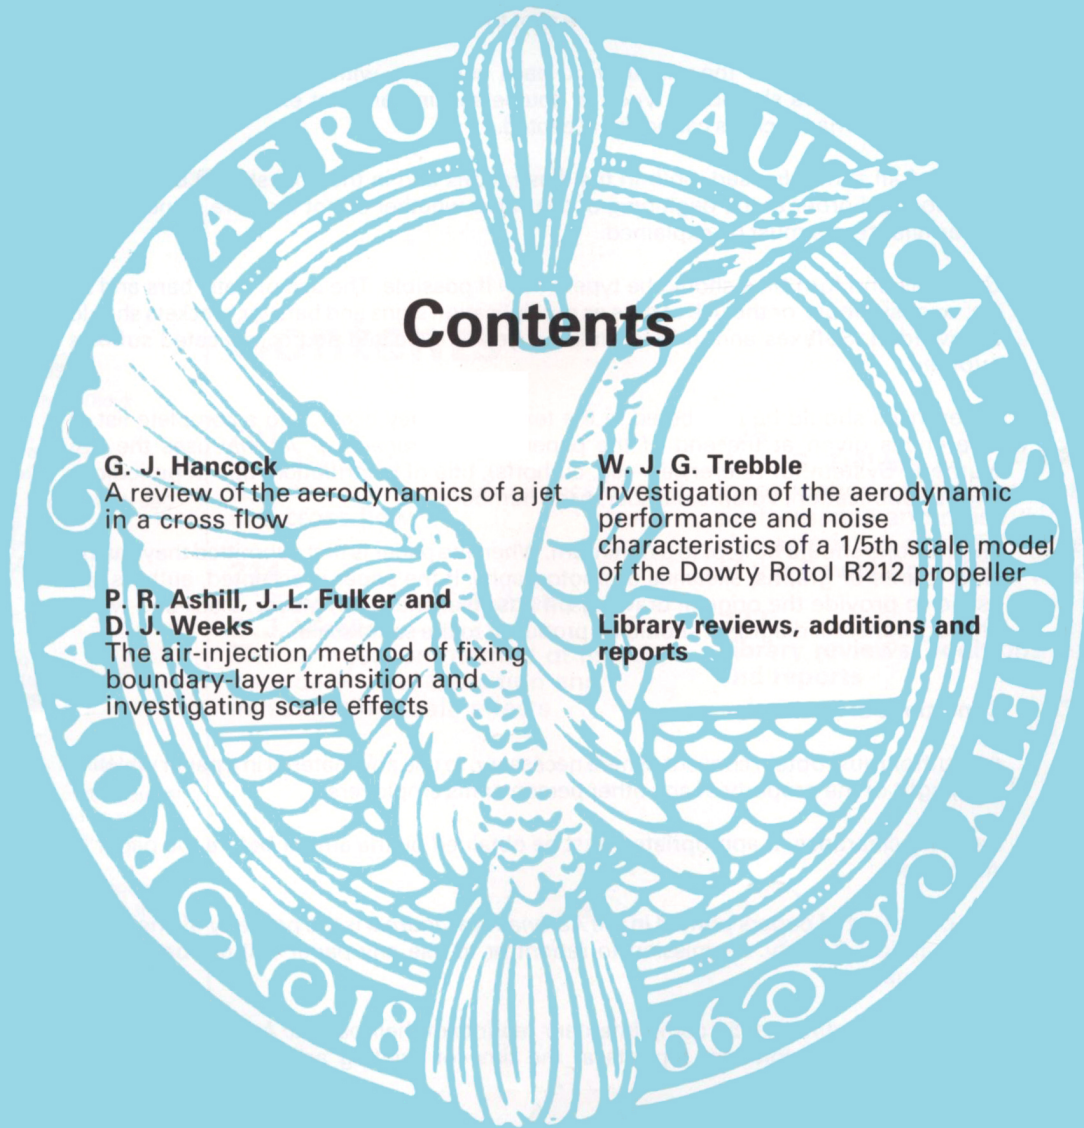 ROYAL AERONAUTICAL · SOCIETY
18 66
Contents
G. J. Hancock
A review of the aerodynamics of a jet
in a cross flow
P. R. Ashill, J. L. Fulker and
D. J. Weeks
The air-injection method of fixing
boundary-layer transition and
investigating scale effects
W. J. G. Trebble
Investigation of the aerodynamic
performance and noise
characteristics of a 1/5th scale model
of the Dowty Rotol R212 propeller
Library reviews, additions and
reports